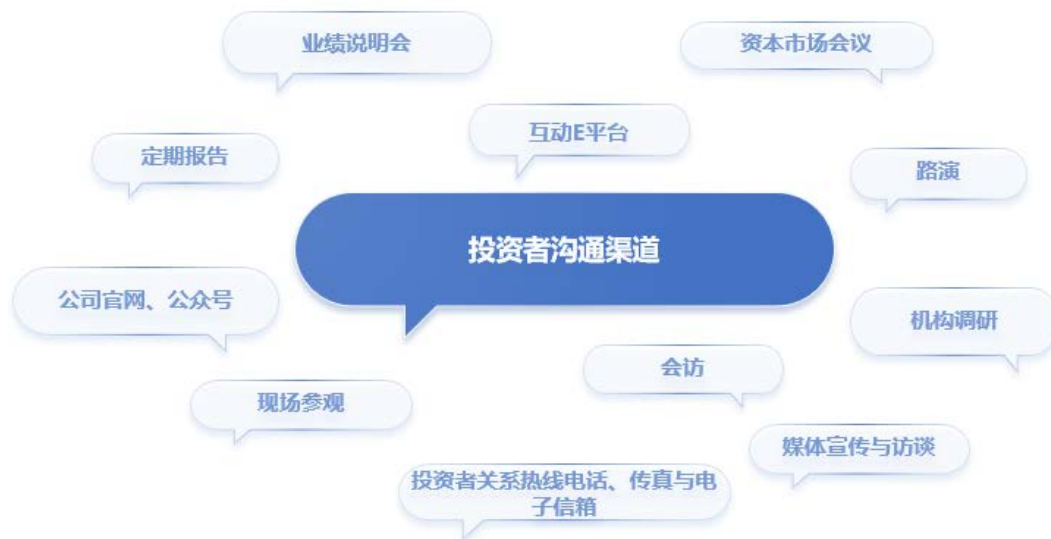 业绩说明会
资本市场会议
互动E平台
定期报告
路演
投资者沟通渠道
公司官网、公众号
机构调研
会访
现场参观
媒体宣传与访谈
投资者关系热线电话、传真与电
子信箱